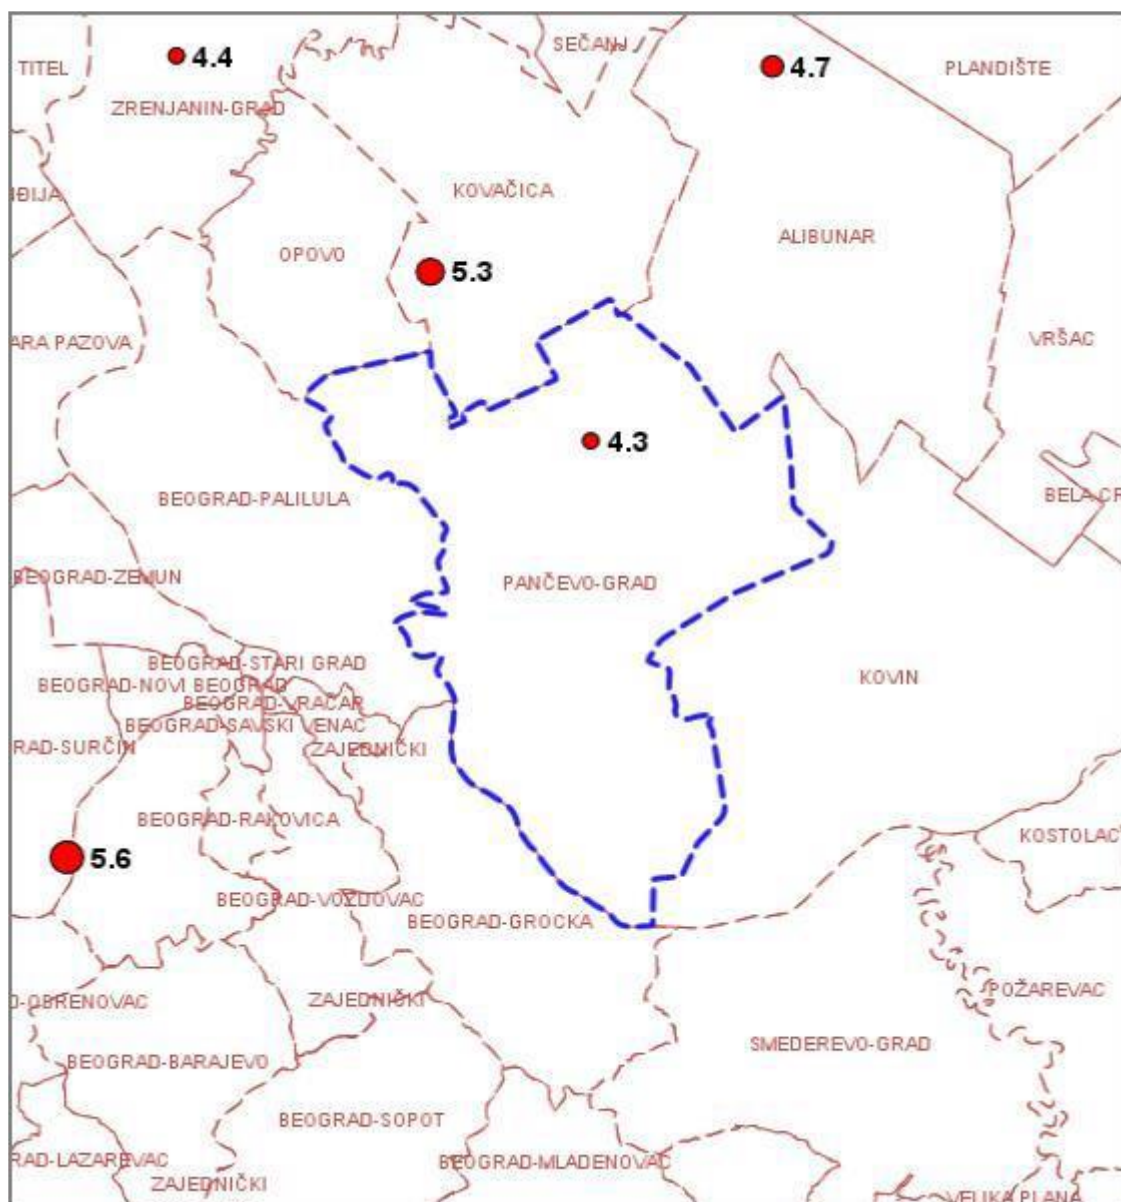 SEČANJ
4.4
4.7
TITEL
PLANDIŠTE
ZRENJANIN-GRAD
KOVAČICA
IĐIJA
ALIBUNAR
OPOVO
5.3
ARA PAZOVA
VRŠAC
4.3
BEOGRAD-PALILULA
BELA CR
BEOGRAD-ZEMUN
PANČEVO-GRAD
BEOGRAD-STARI GRAD
KOVIN
BEOGRAD-NOVI BEOGRAD
BEOGRAD-VRAČAR
BEOGRAD-SAVSKI VENAC
RAD-SURČIN
ZAJEDNIČKI
BEOGRAD-RAKOVICA
KOSTOLAC
5.6
BEOGRAD-VOŽDOVAC
BEOGRAD-GROCKA
POŽAREVAC
D-OBRENOVAC
ZAJEDNIČKI
SMEDEREVO-GRAD
BEOGRAD-BARAJEVO
BEOGRAD-SOPOT
RAD-LAZAREVAC
BEOGRAD-MLADENOVAC
ZAJEDNIČKI
VELIKA PLANA